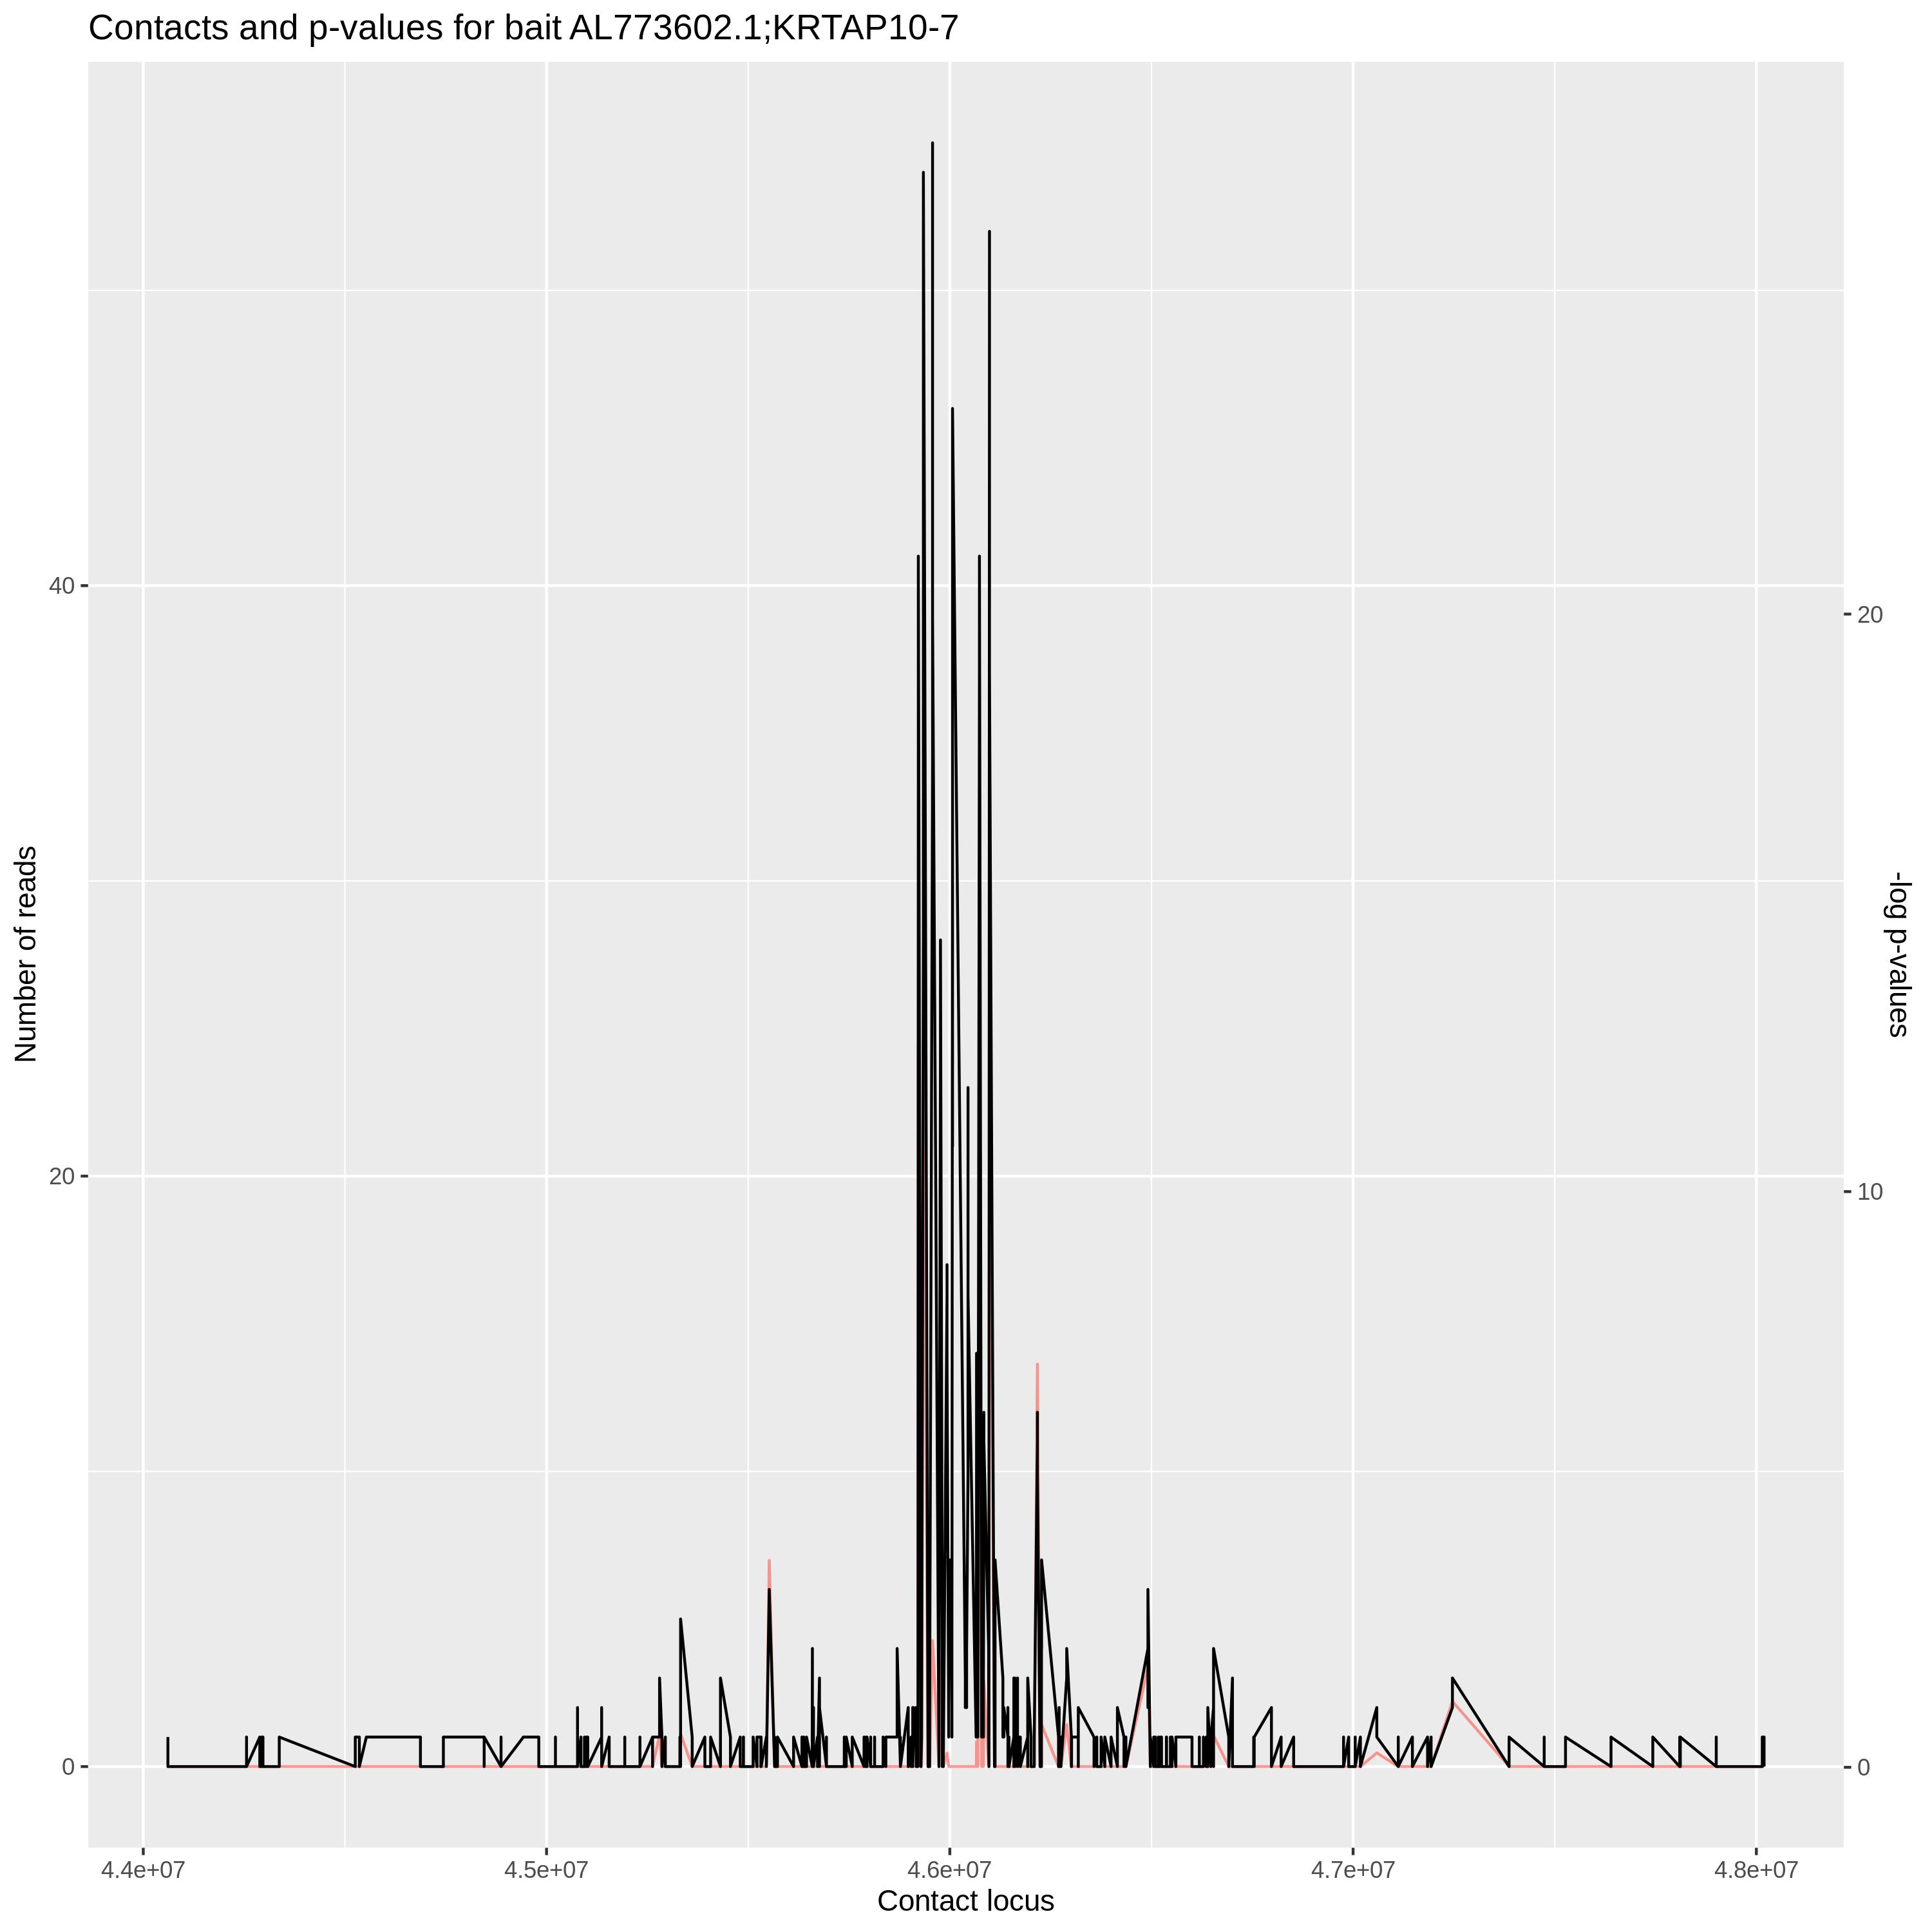 Contacts and p-values for bait AL773602.1;KRTAP10-7
Number of reads
40
20
0
20
10
0
-log p-values
4.4e+07 4.5e+07 4.6e+07 4.7e+07 4.8e+07
Contact locus